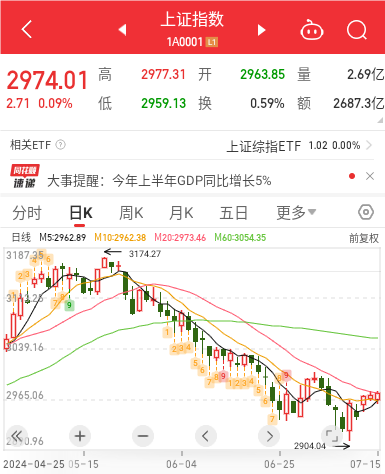 上证指数
1A0001 L1
2974.01 高 2977.31 开 2963.85 量 2.69亿
2.71 0.09% 低 2959.13 换 0.59% 额 2687.3亿
相关ETF 上证综指ETF 1.02 0.00%
同花顺 速递 大事提醒：今年上半年GDP同比增长5%
分时 日K 周K 月K 五日 更多
日线 M5:2962.89 M10:2962.38 M20:2973.46 M60:3054.35 前复权
3187.35
3174.27
3039.16
2965.06
2904.04
2024-04-25 05-15 06-04 06-25 07-15